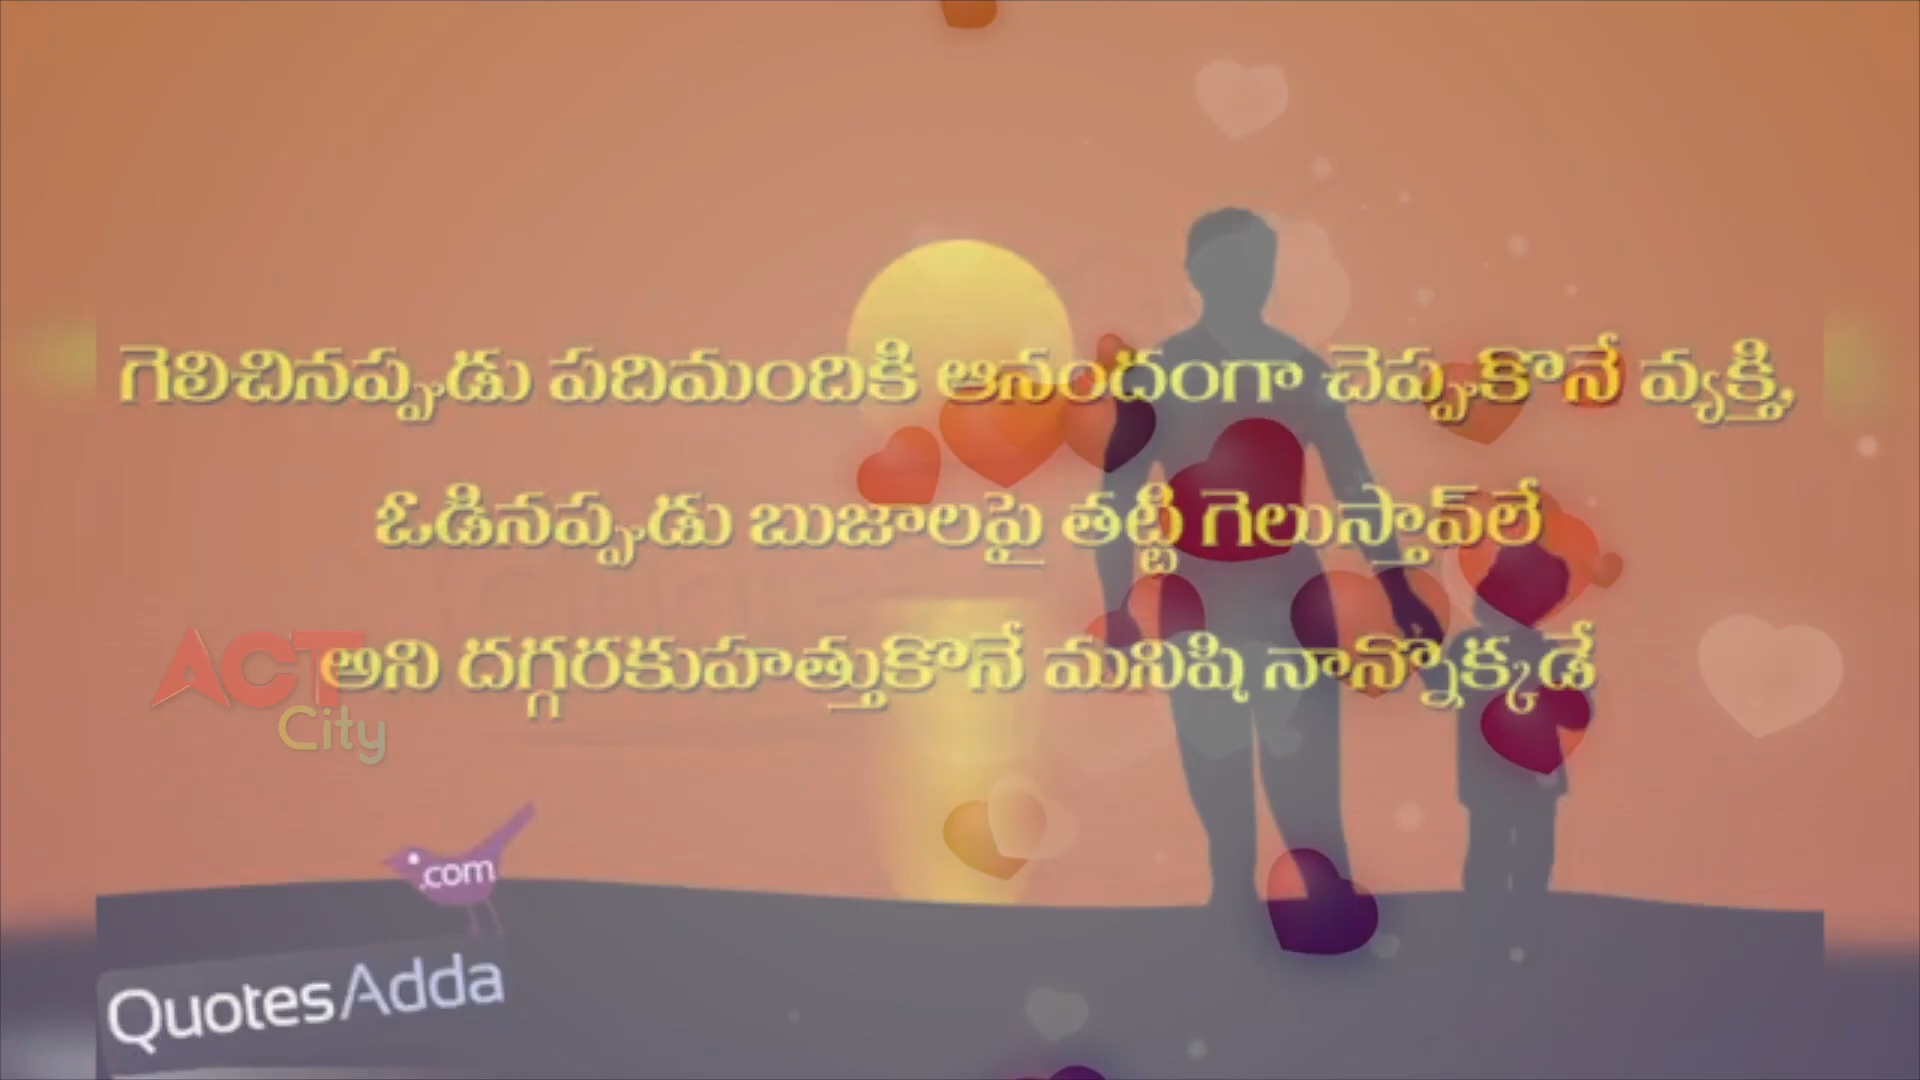 గెలిచినప్పుడు పదిమందికి ఆనందంగా చెప్పుకొనే వ్యక్తి,
ఓడినప్పుడు బుజాలపై తట్టి గెలుస్తావ్‌లే
అని దగ్గరకుహత్తుకొనే మనిషి నాన్నొక్కడే
ACT
City
.com
QuotesAdda